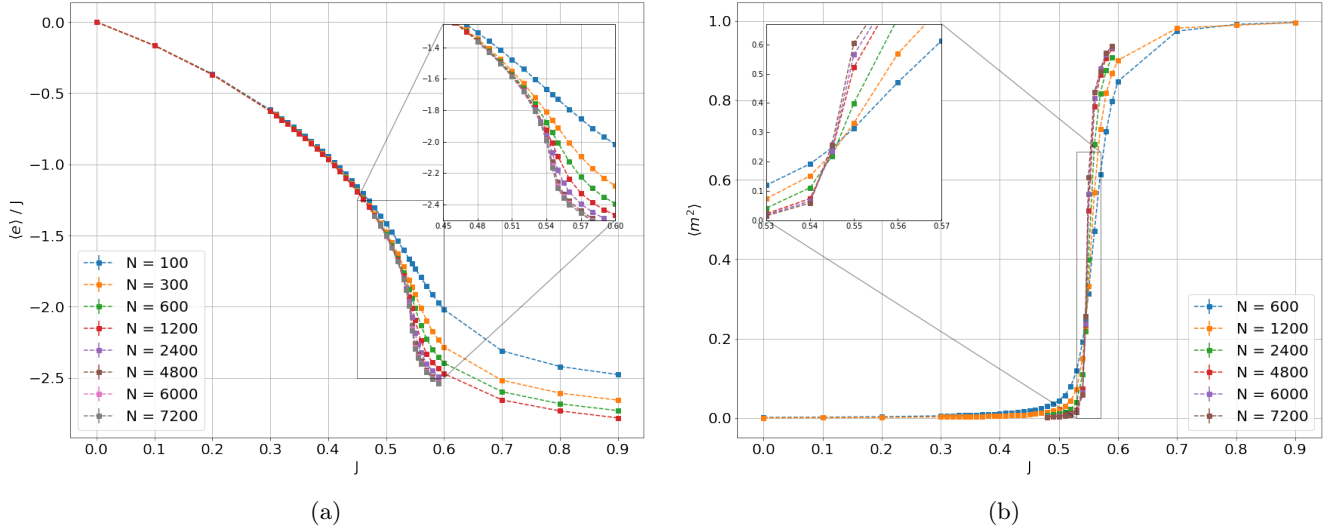 0.0
−0.5
−1.0
−1.5
−2.0
−2.5
⟨e⟩ / J
0.0 0.1 0.2 0.3 0.4 0.5 0.6 0.7 0.8 0.9
J
N = 100
N = 300
N = 600
N = 1200
N = 2400
N = 4800
N = 6000
N = 7200
−1.4
−1.6
−1.8
−2.0
−2.2
−2.4
0.45 0.48 0.51 0.54 0.57 0.60
(a)
1.0
0.8
0.6
0.4
0.2
0.0
⟨m²⟩
0.0 0.1 0.2 0.3 0.4 0.5 0.6 0.7 0.8 0.9
J
0.6
0.5
0.4
0.3
0.2
0.1
0.0
0.53 0.54 0.55 0.56 0.57
N = 600
N = 1200
N = 2400
N = 4800
N = 6000
N = 7200
(b)